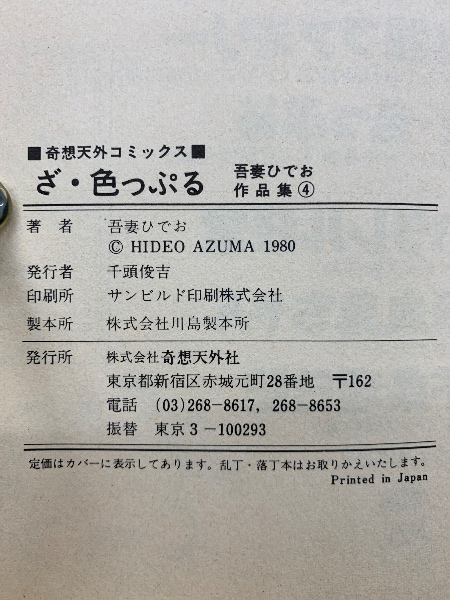 ■奇想天外コミックス■
ざ・色っぷる 吾妻ひでお
作品集④
著者 吾妻ひでお
© HIDEO AZUMA 1980
発行者 千頭俊吉
印刷所 サンビルド印刷株式会社
製本所 株式会社川島製本所
発行所 株式会社奇想天外社
東京都新宿区赤城元町28番地 〒162
電話 (03)268-8617, 268-8653
振替 東京3-100293
定価はカバーに表示してあります。乱丁・落丁本はお取りかえいたします。
Printed in Japan